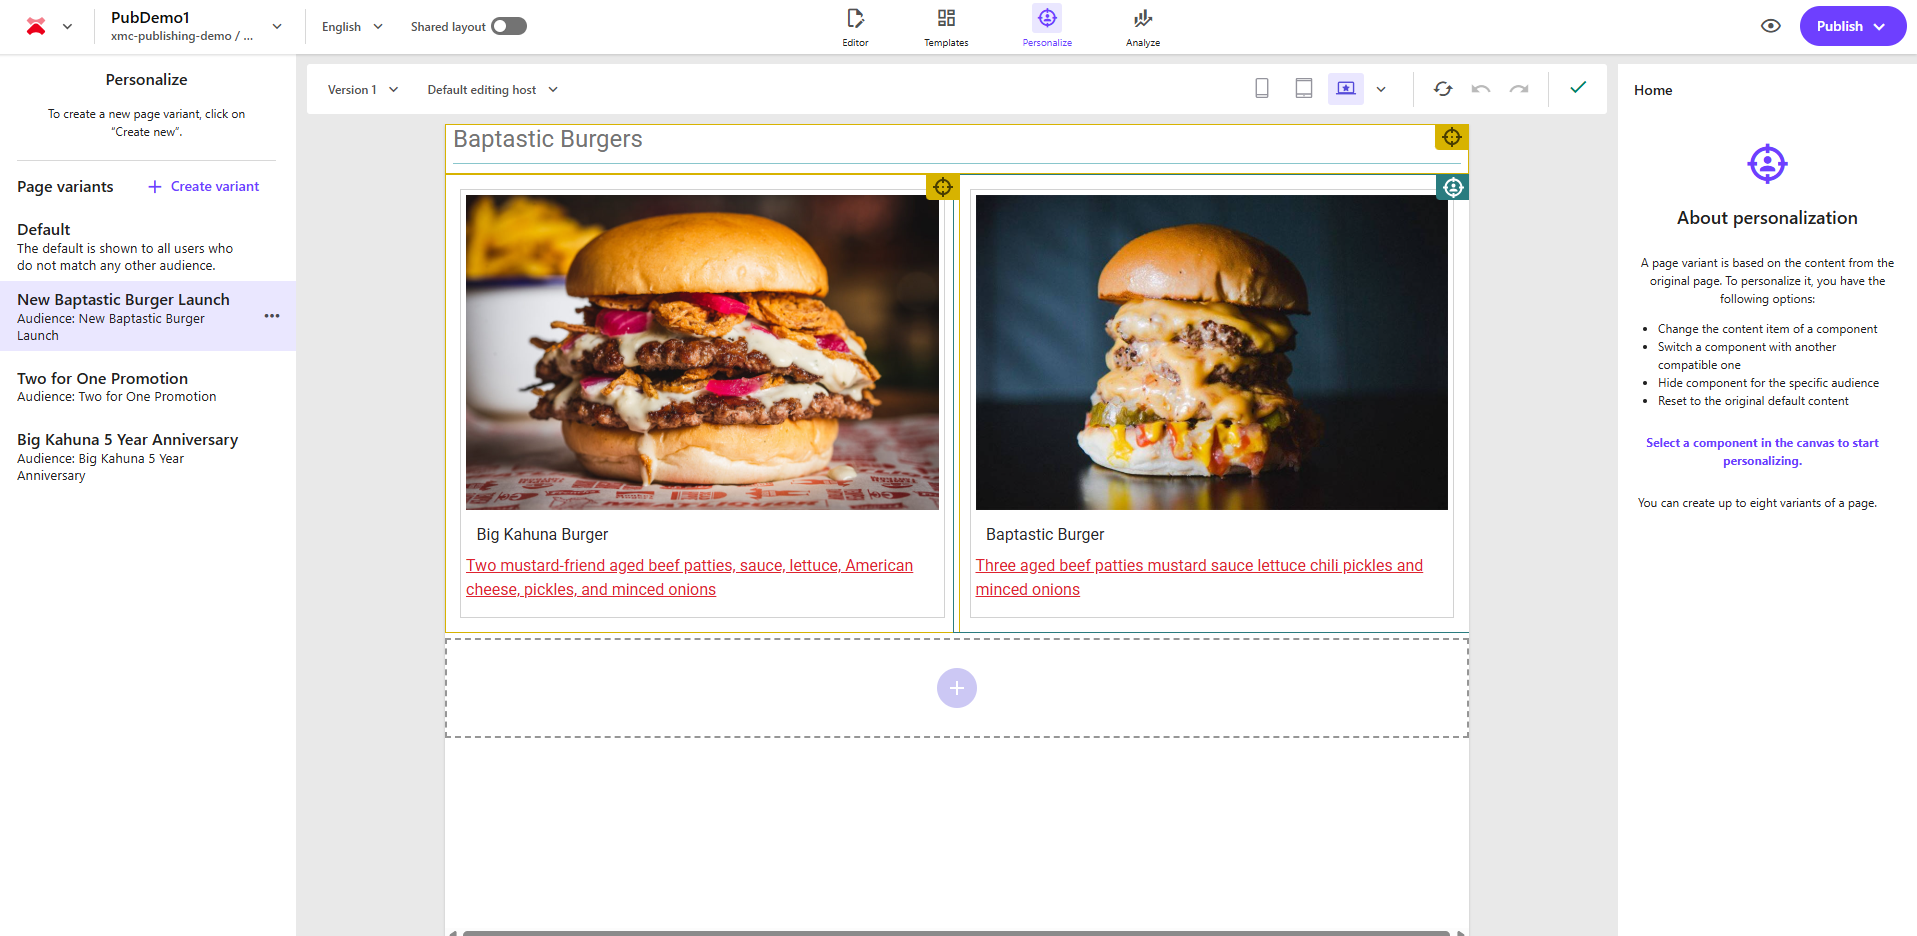 PubDemo1
xmc-publishing-demo / ...
English
Shared layout
Editor
Templates
Personalize
Analyze
Publish
Personalize
To create a new page variant, click on
“Create new”.
Page variants
Create variant
Default
The default is shown to all users who
do not match any other audience.
New Baptastic Burger Launch
Audience: New Baptastic Burger
Launch
Two for One Promotion
Audience: Two for One Promotion
Big Kahuna 5 Year Anniversary
Audience: Big Kahuna 5 Year
Anniversary
Version 1
Default editing host
Baptastic Burgers
Big Kahuna Burger
Two mustard-friend aged beef patties, sauce, lettuce, American
cheese, pickles, and minced onions
Baptastic Burger
Three aged beef patties mustard sauce lettuce chili pickles and
minced onions
Home
About personalization
A page variant is based on the content from the
original page. To personalize it, you have the
following options:
Change the content item of a component
Switch a component with another
compatible one
Hide component for the specific audience
Reset to the original default content
Select a component in the canvas to start
personalizing.
You can create up to eight variants of a page.